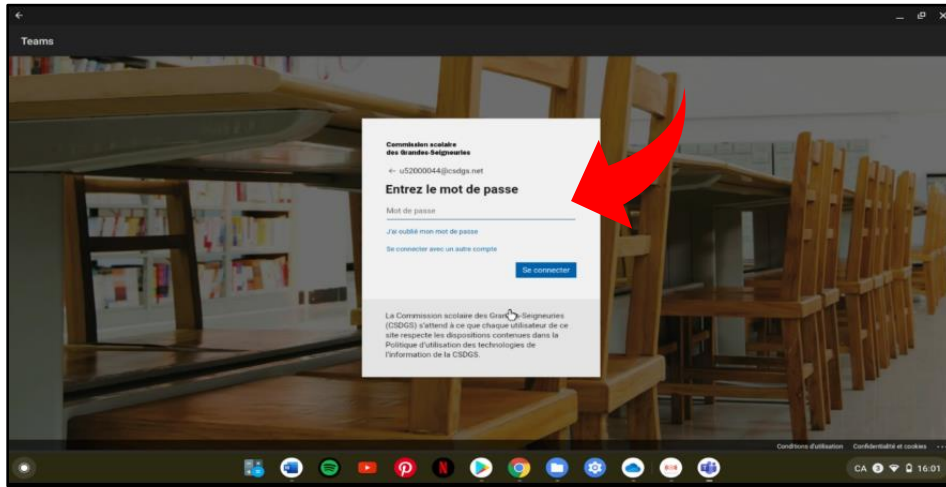 Teams
Commission scolaire
des Grandes-Seigneuries
u52000044@csdgs.net
Entrez le mot de passe
Mot de passe
J'ai oublié mon mot de passe
Se connecter avec un autre compte
Se connecter
La Commission scolaire des Seigneuries
(CSDGS) s'attend à ce que chaque utilisateur de ce
site respecte les dispositions contenues dans la
Politique d'utilisation des technologies de
l'information de la CSDGS.
Conditions d'utilisation Confidentialité et cookies ...
CA 3 16:01